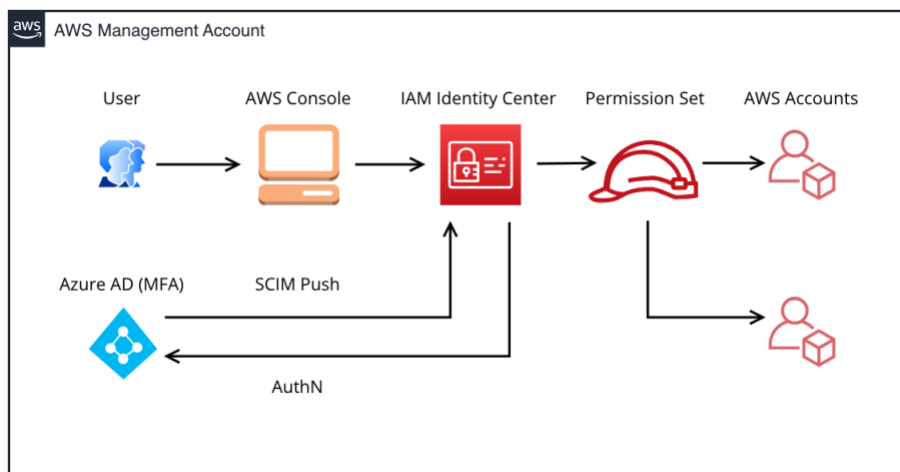 aws
AWS Management Account
User
AWS Console
IAM Identity Center
Permission Set
AWS Accounts
Azure AD (MFA)
SCIM Push
AuthN